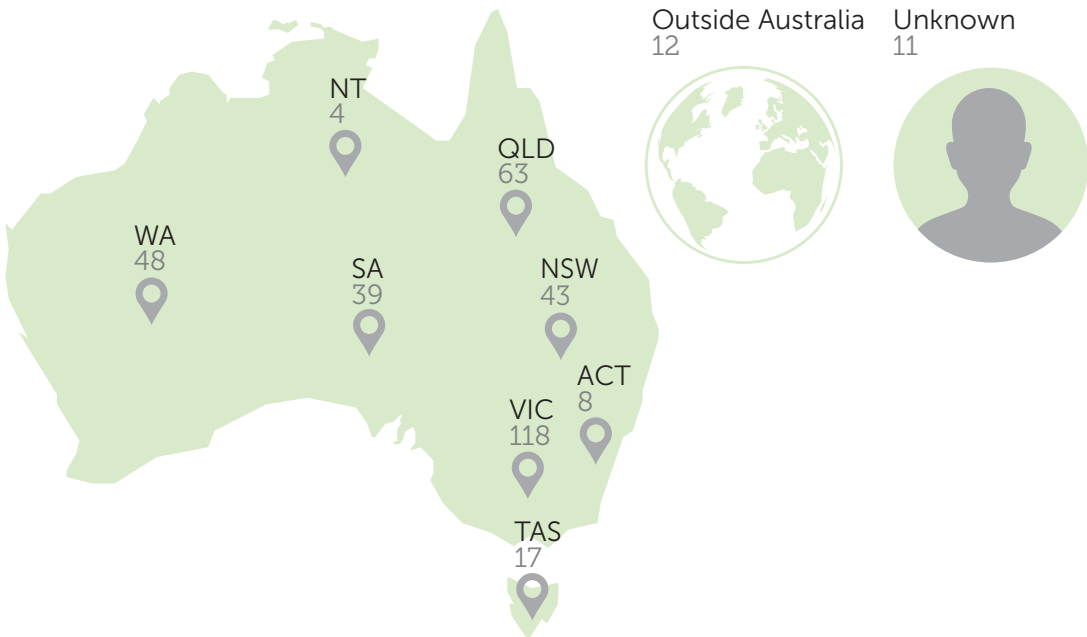 Outside Australia
12
Unknown
11
NT
4
QLD
63
WA
48
SA
39
NSW
43
ACT
8
VIC
118
TAS
17